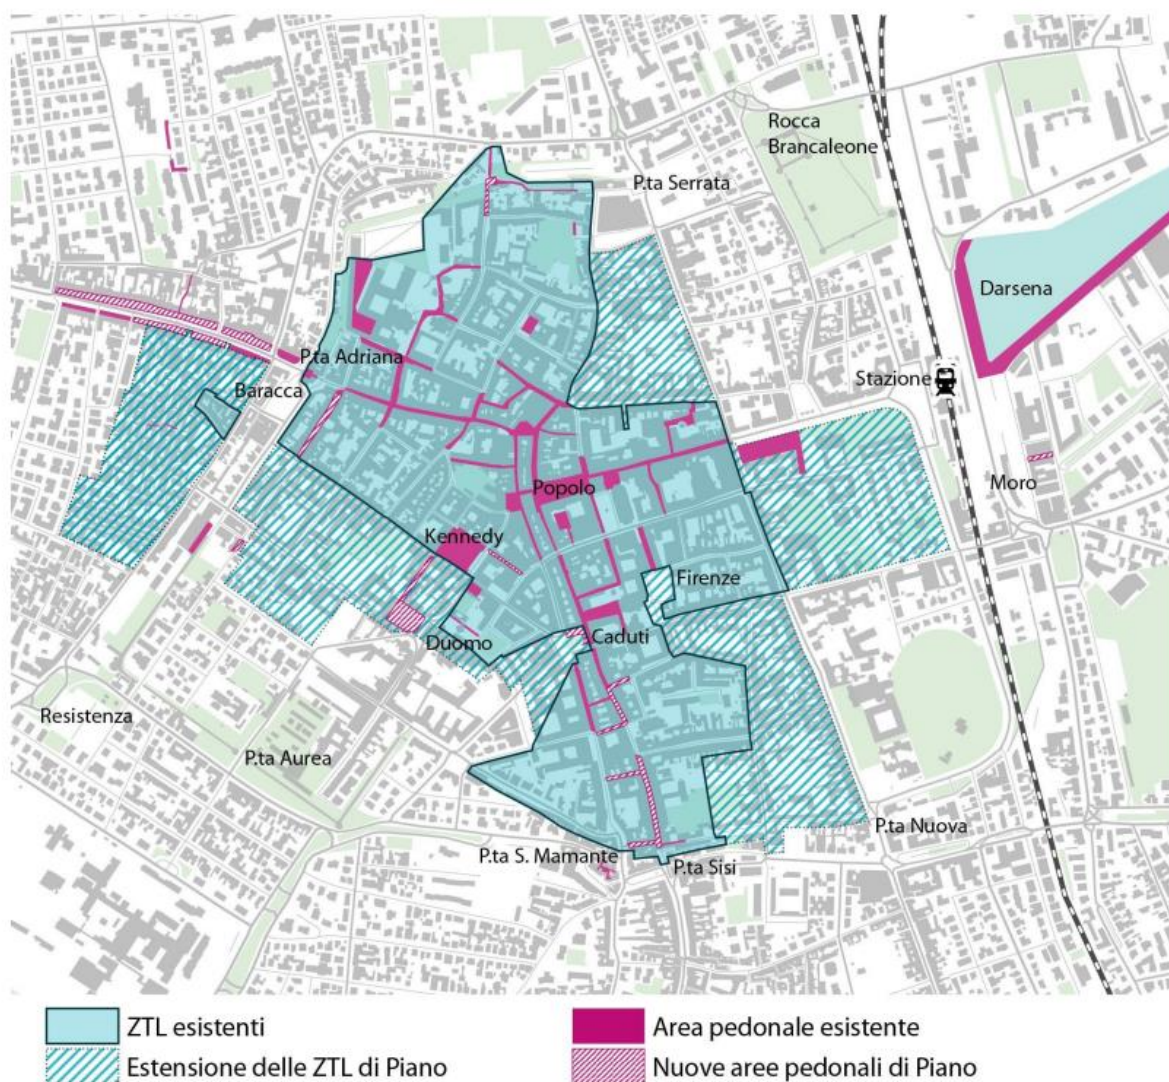 Rocca
Brancaleone
P.ta Serrata
Darsena
P.ta Adriana
Stazione
Baracca
Popolo
Moro
Kennedy
Firenze
Caduti
Duomo
Resistenza
P.ta Aurea
P.ta Nuova
P.ta S. Mamante
P.ta Sisi
ZTL esistenti
Area pedonale esistente
Estensione delle ZTL di Piano
Nuove aree pedonali di Piano